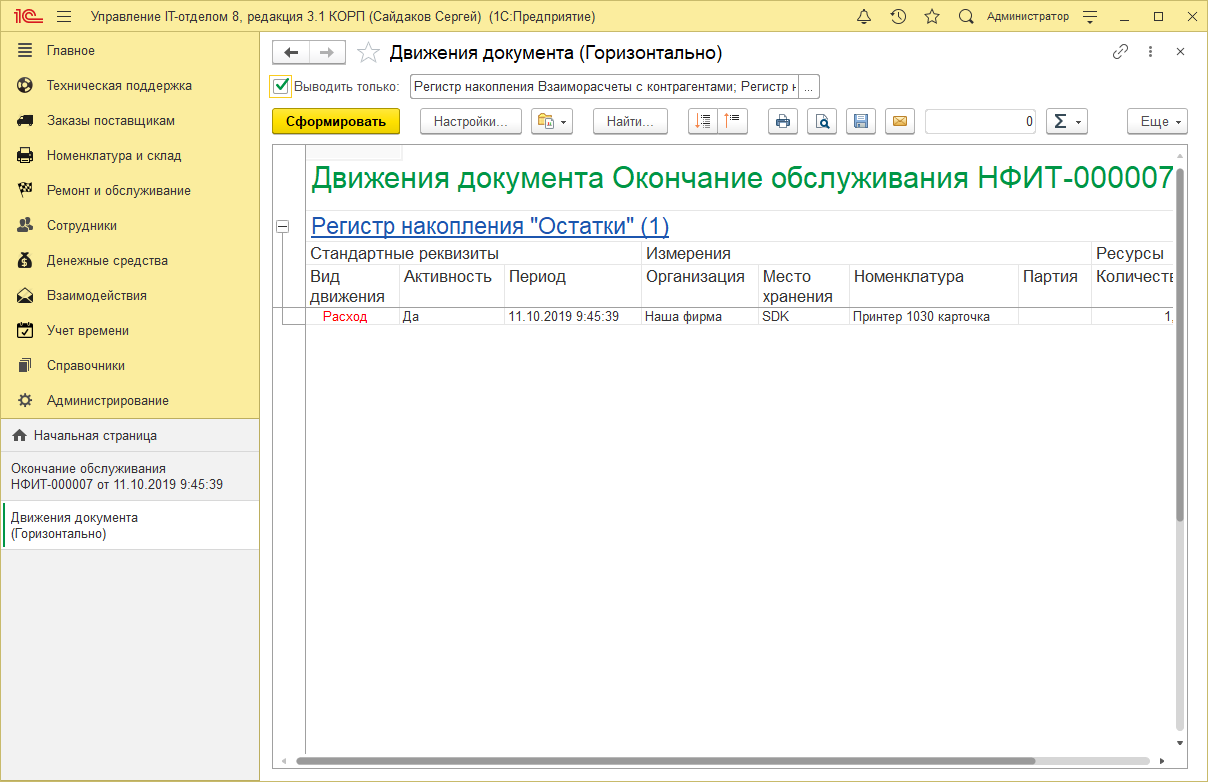 1С Управление IT-отделом 8, редакция 3.1 КОРП (Сайдаков Сергей) (1С:Предприятие) Администратор
Главное
Техническая поддержка
Заказы поставщикам
Номенклатура и склад
Ремонт и обслуживание
Сотрудники
Денежные средства
Взаимодействия
Учет времени
Справочники
Администрирование
Начальная страница
Окончание обслуживания
НФИТ-000007 от 11.10.2019 9:45:39
Движения документа
(Горизонтально)
Движения документа (Горизонтально)
Выводить только: Регистр накопления Взаиморасчеты с контрагентами; Регистр н ...
Сформировать Настройки... Найти... 0 Σ Еще
Движения документа Окончание обслуживания НФИТ-000007
Регистр накопления "Остатки" (1)
Стандартные реквизиты Измерения Ресурсы
Вид Активность Период Организация Место Номенклатура Партия Количеств
движения хранения
Расход Да 11.10.2019 9:45:39 Наша фирма SDK Принтер 1030 карточка 1,